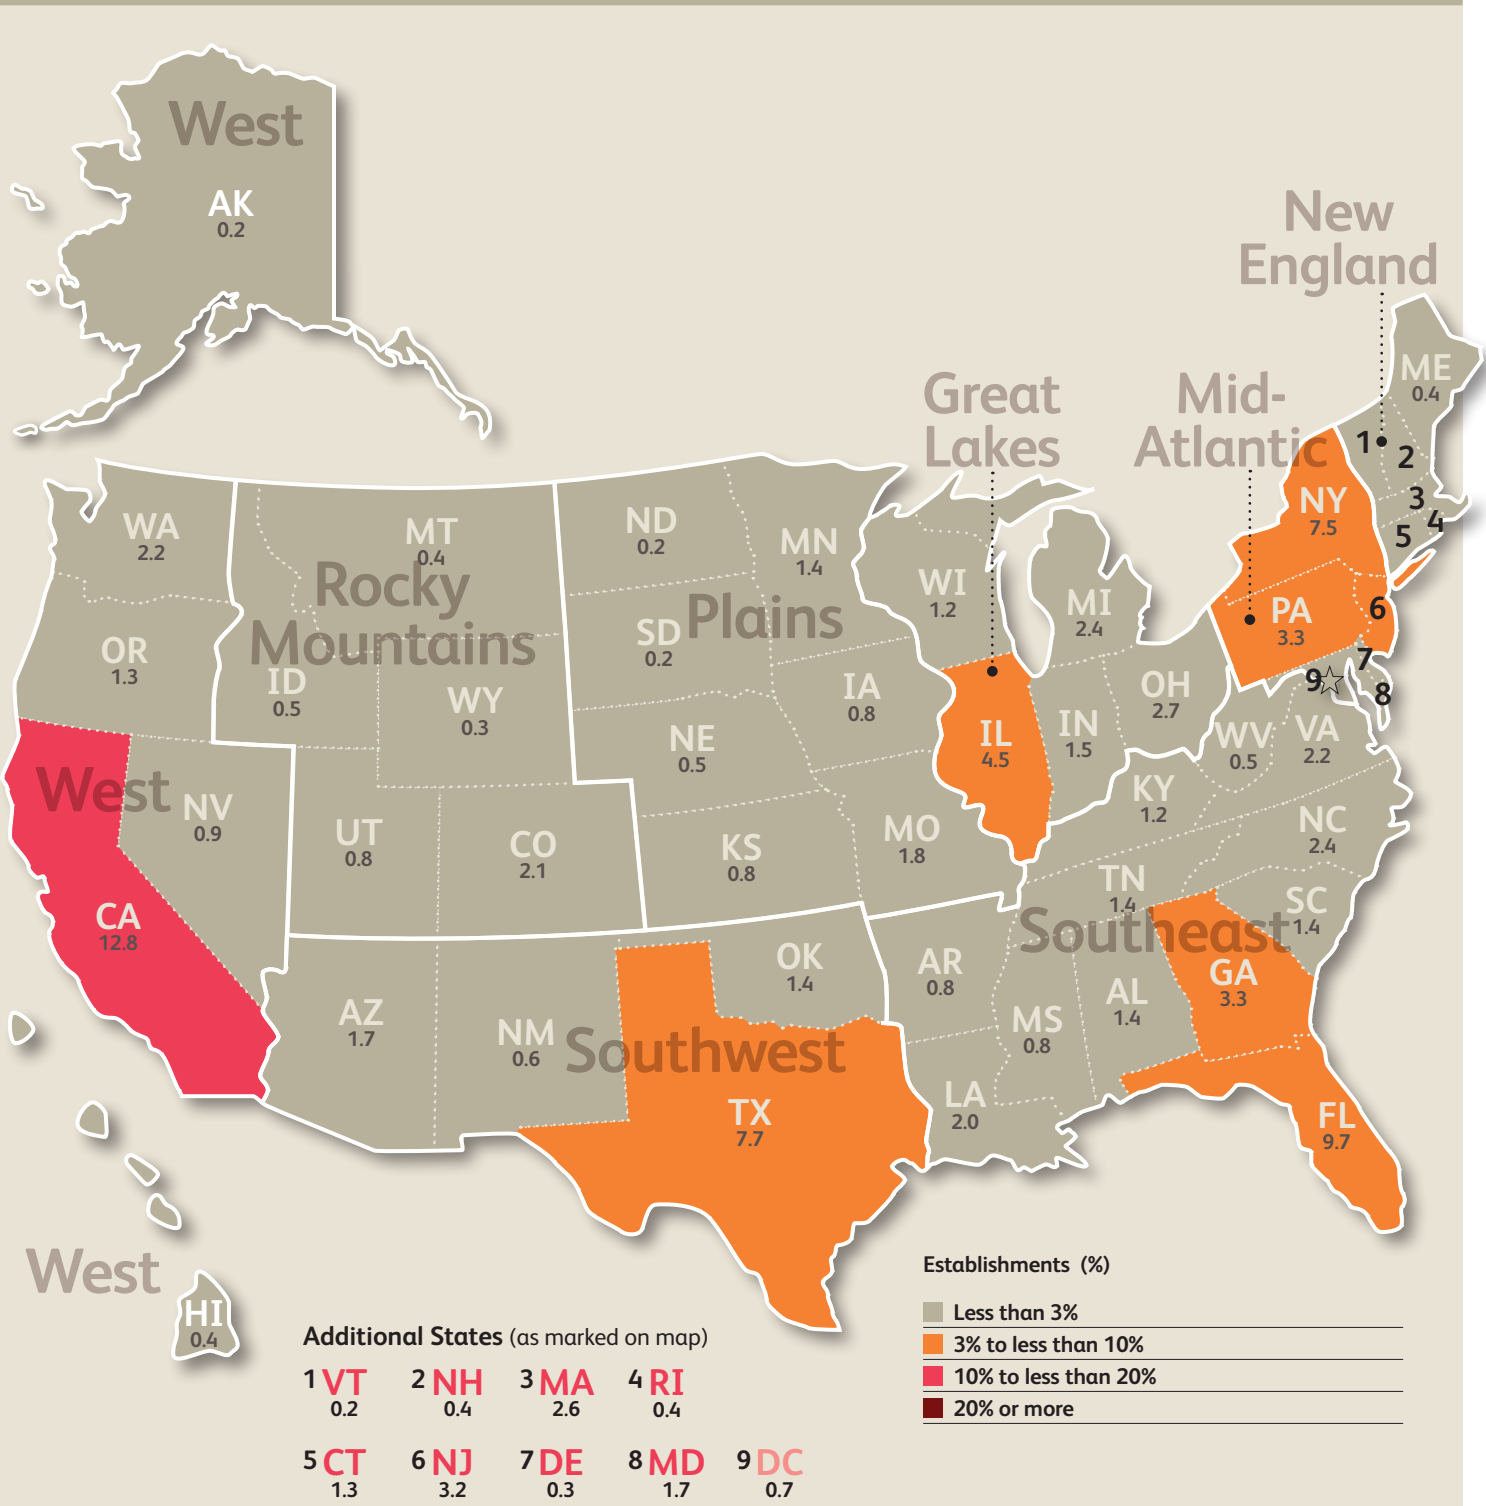 West
AK
0.2
New
England
ME
0.4
Great
Lakes
Mid-
Atlantic
1
2
3
4
5
NY
7.5
WA
2.2
MT
0.4
ND
0.2
MN
1.4
Rocky
Mountains
Plains
WI
1.2
MI
2.4
PA
3.3
6
7
8
9
OR
1.3
SD
0.2
ID
0.5
WY
0.3
IA
0.8
OH
2.7
IL
4.5
IN
1.5
WV
0.5
VA
2.2
NE
0.5
West
NV
0.9
UT
0.8
CO
2.1
KS
0.8
MO
1.8
KY
1.2
NC
2.4
TN
1.4
SC
1.4
Southeast
CA
12.8
AZ
1.7
NM
0.6
OK
1.4
AR
0.8
MS
0.8
AL
1.4
GA
3.3
Southwest
TX
7.7
LA
2.0
FL
9.7
West
HI
0.4
Establishments (%)
Less than 3%
3% to less than 10%
10% to less than 20%
20% or more
Additional States (as marked on map)
1 VT 2 NH 3 MA 4 RI
0.2 0.4 2.6 0.4
5 CT 6 NJ 7 DE 8 MD 9 DC
1.3 3.2 0.3 1.7 0.7